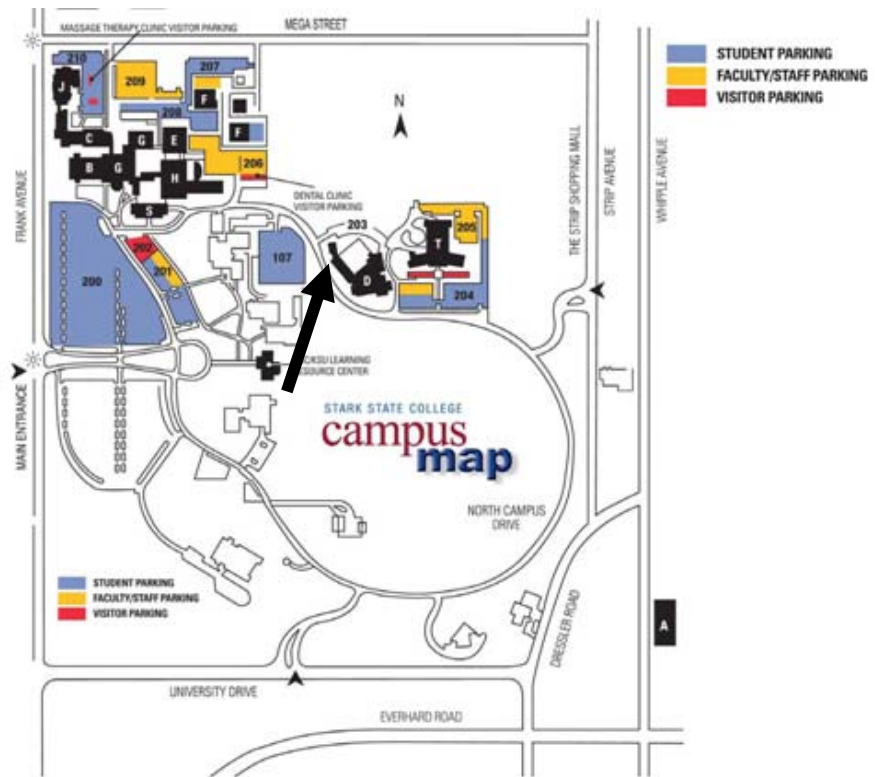 MASSAGE THERAPY CLINIC VISITOR PARKING
MEGA STREET
STUDENT PARKING
FACULTY/STAFF PARKING
VISITOR PARKING
210
209
207
J
F
208
N
F
C
G
E
B
G
H
206
DENTAL CLINIC
VISITOR PARKING
S
FRANK AVENUE
THE STRIP SHOPPING MALL
STRIP AVENUE
WHIPPLE AVENUE
203
205
T
202
201
200
107
D
204
LEARNING
CENTER
MAIN ENTRANCE
STARK STATE COLLEGE
campus
map
NORTH CAMPUS
DRIVE
STUDENT PARKING
FACULTY/STAFF PARKING
VISITOR PARKING
A
DRESSLER ROAD
UNIVERSITY DRIVE
EVERHARD ROAD